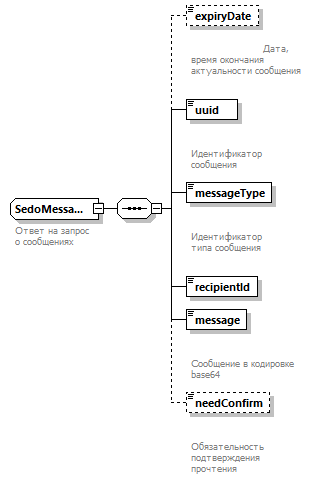 expiryDate
Дата,
время окончания
актуальности сообщения
uuid
Идентификатор
сообщения
messageType
Идентификатор
типа сообщения
SedoMessa...
Ответ на запрос
о сообщениях
recipientId
message
Сообщение в кодировке
base64
needConfirm
Обязательность
подтверждения
прочтения